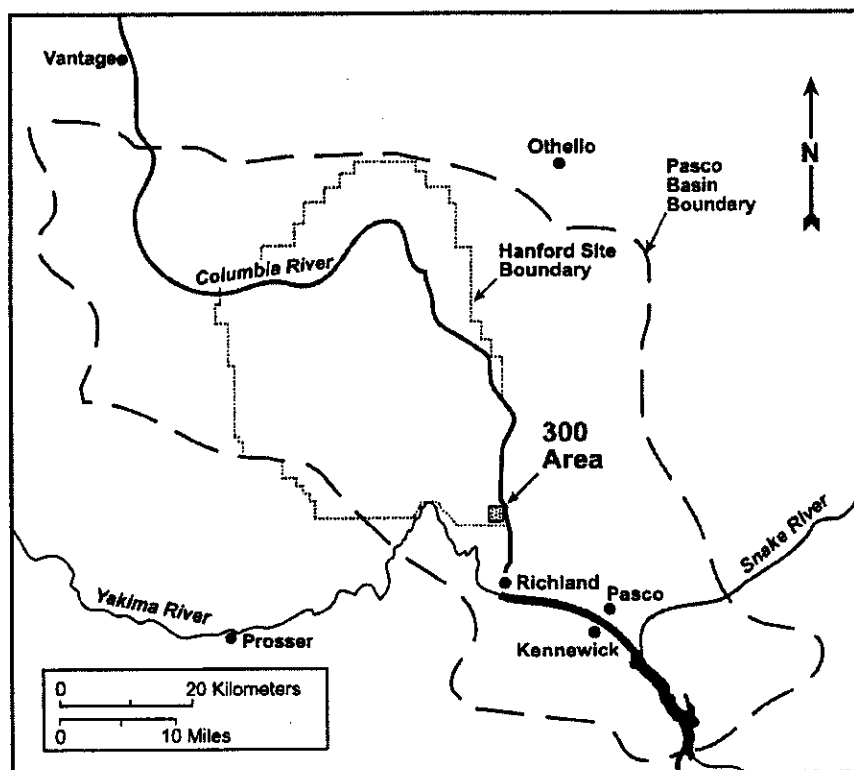 Vantage
Othello
N
Pasco
Basin
Boundary
Hanford Site
Boundary
Columbia River
300
Area
Snake River
Richland
Pasco
Yakima River
Prosser
Kennewick
0 20 Kilometers
0 10 Miles